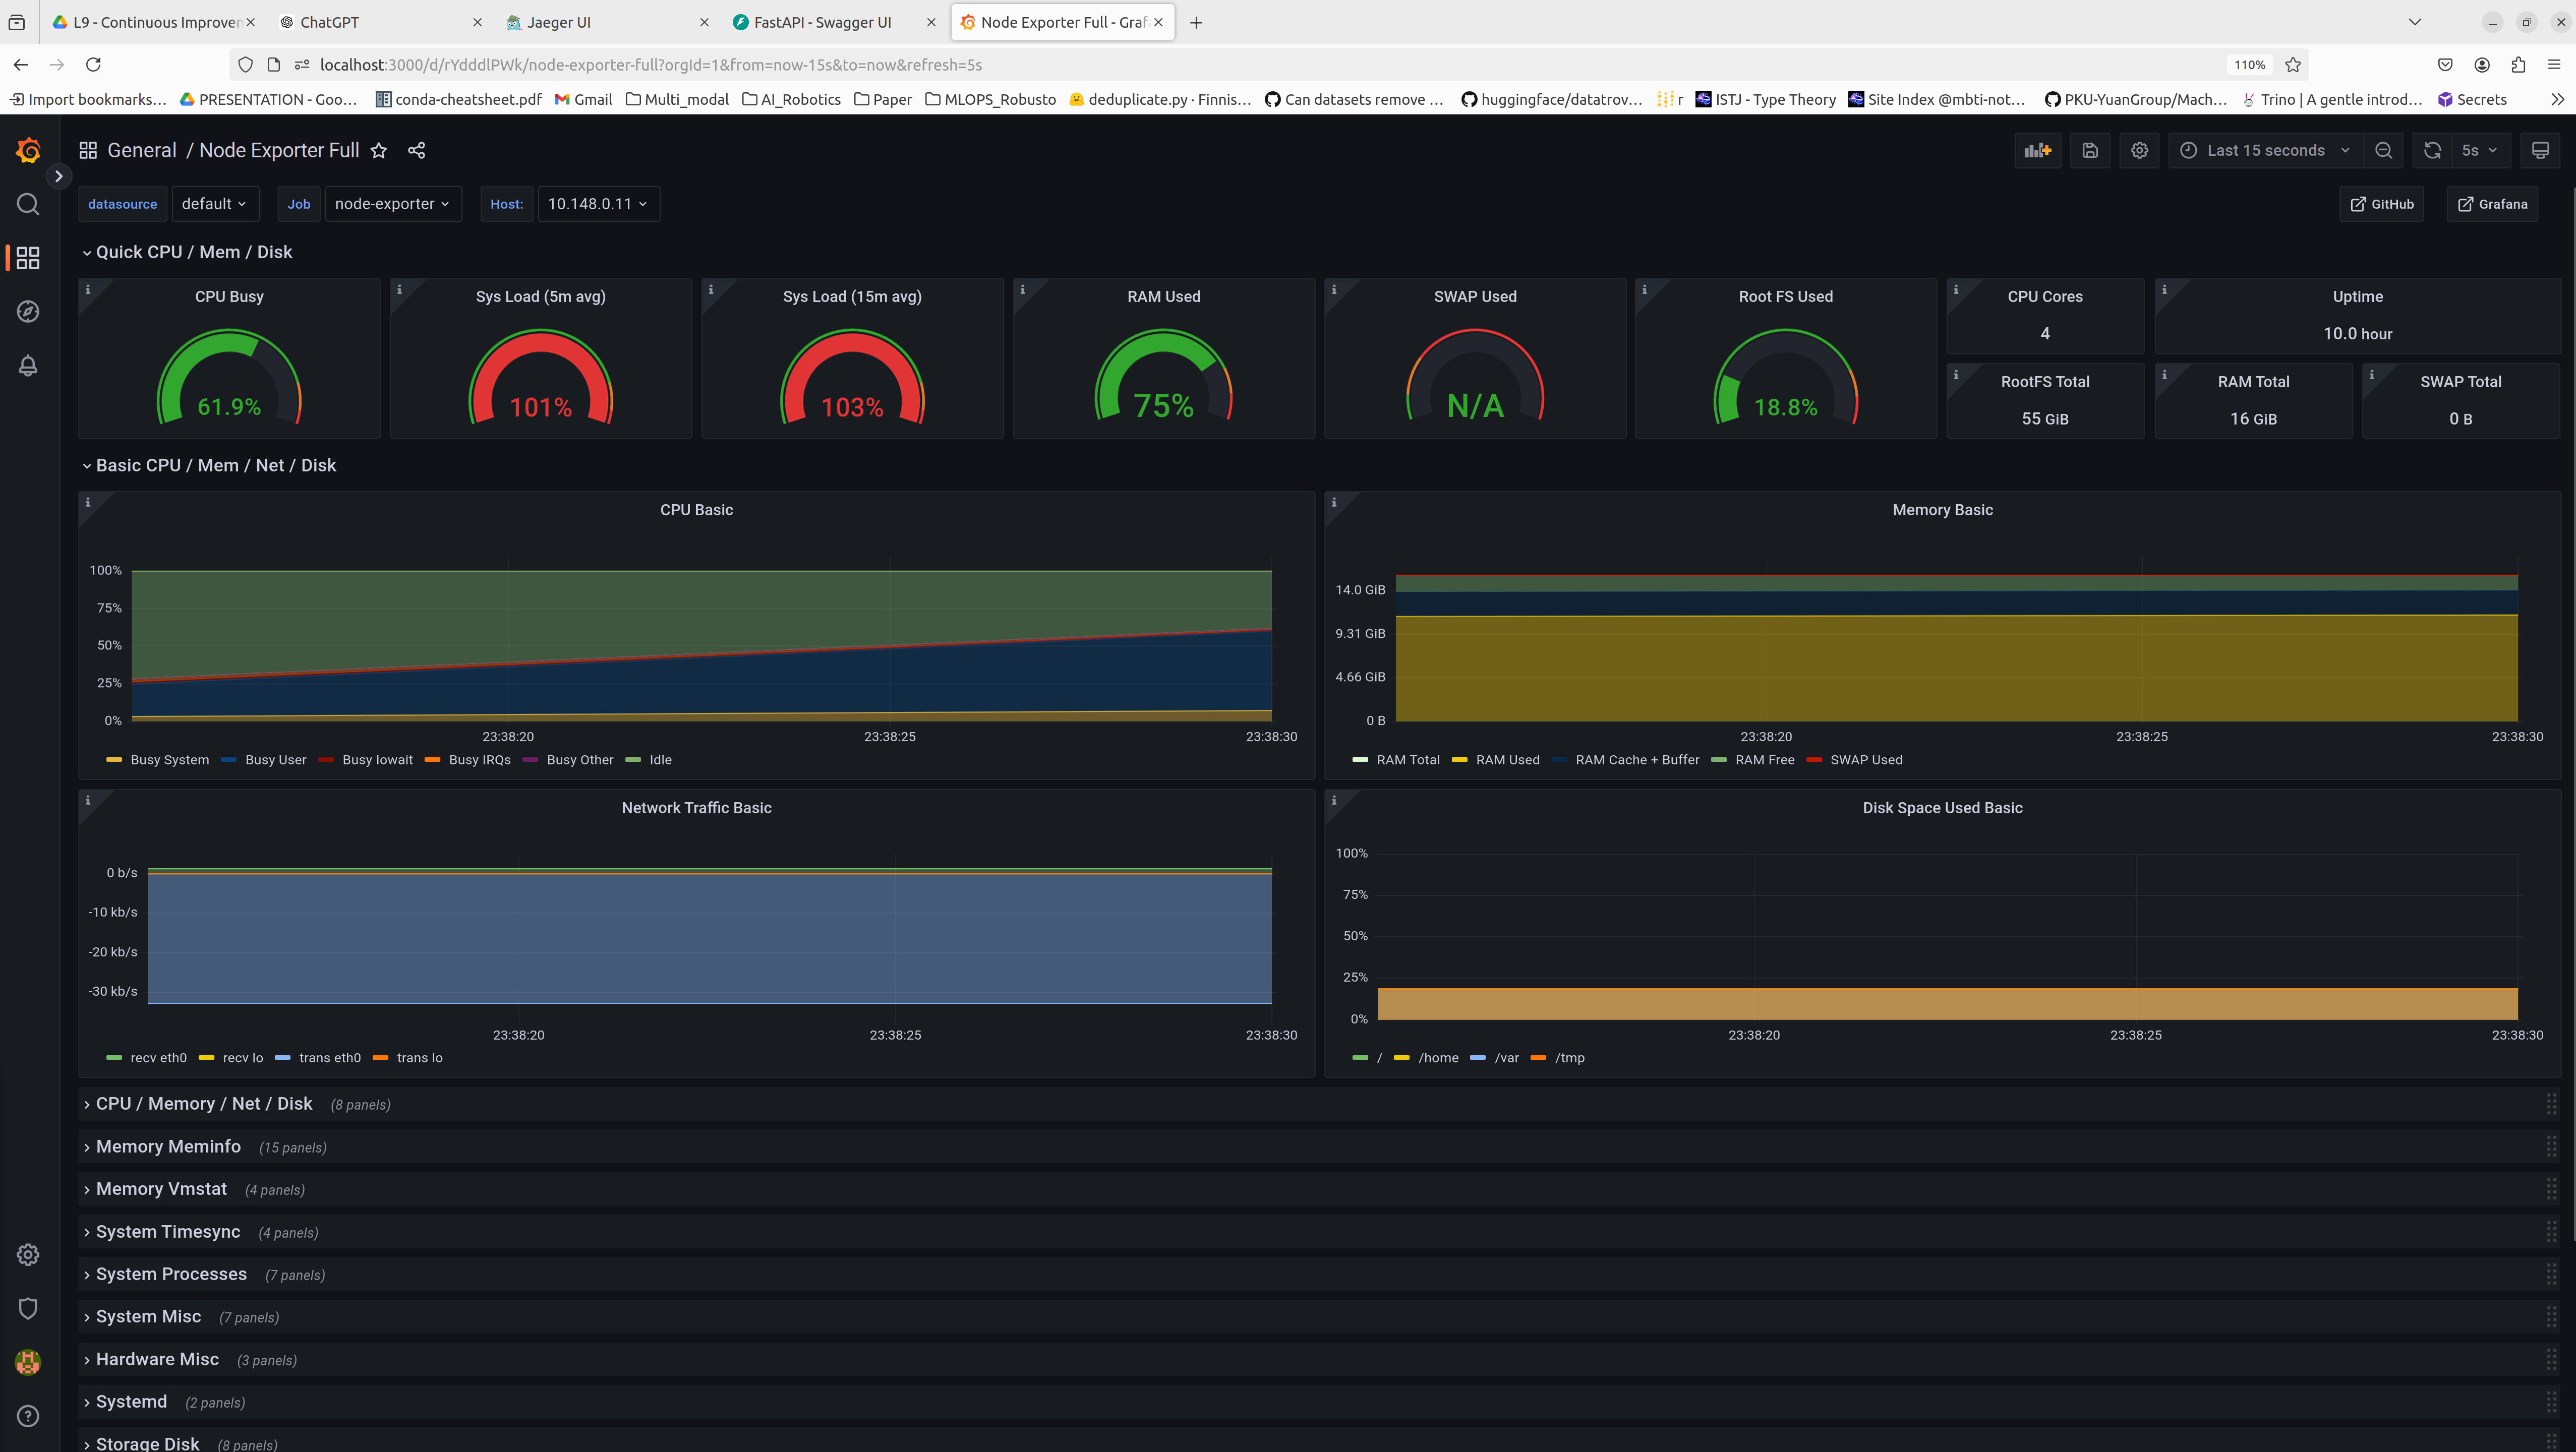 L9 - Continuous Improver
ChatGPT
Jaeger UI
FastAPI - Swagger UI
Node Exporter Full - Graf
localhost:3000/d/rYdddlPWk/node-exporter-full?orgId=1&from=now-15s&to=now&refresh=5s
110%
Import bookmarks… PRESENTATION - Goo… conda-cheatsheet.pdf Gmail Multi_modal AI_Robotics Paper MLOPS_Robusto deduplicate.py · Finnis… Can datasets remove … huggingface/datatrov… r ISTJ - Type Theory Site Index @mbti-not… PKU-YuanGroup/Mach… Trino | A gentle introd… Secrets
General / Node Exporter Full
Last 15 seconds
5s
datasource default Job node-exporter Host: 10.148.0.11
GitHub Grafana
Quick CPU / Mem / Disk
CPU Busy
61.9%
Sys Load (5m avg)
101%
Sys Load (15m avg)
103%
RAM Used
75%
SWAP Used
N/A
Root FS Used
18.8%
CPU Cores
4
Uptime
10.0 hour
RootFS Total
55 GiB
RAM Total
16 GiB
SWAP Total
0 B
Basic CPU / Mem / Net / Disk
CPU Basic
100%
75%
50%
25%
0%
23:38:20 23:38:25 23:38:30
Busy System Busy User Busy Iowait Busy IRQs Busy Other Idle
Memory Basic
14.0 GiB
9.31 GiB
4.66 GiB
0 B
23:38:20 23:38:25 23:38:30
RAM Total RAM Used RAM Cache + Buffer RAM Free SWAP Used
Network Traffic Basic
0 b/s
-10 kb/s
-20 kb/s
-30 kb/s
23:38:20 23:38:25 23:38:30
recv eth0 recv lo trans eth0 trans lo
Disk Space Used Basic
100%
75%
50%
25%
0%
23:38:20 23:38:25 23:38:30
/ /home /var /tmp
CPU / Memory / Net / Disk (8 panels)
Memory Meminfo (15 panels)
Memory Vmstat (4 panels)
System Timesync (4 panels)
System Processes (7 panels)
System Misc (7 panels)
Hardware Misc (3 panels)
Systemd (2 panels)
Storage Disk (8 panels)